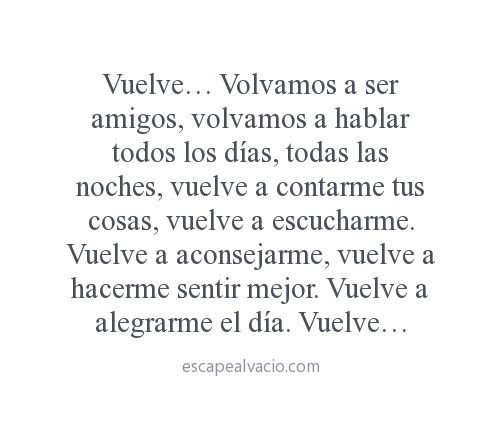 Vuelve… Volvamos a ser
amigos, volvamos a hablar
todos los días, todas las
noches, vuelve a contarme tus
cosas, vuelve a escucharme.
Vuelve a aconsejarme, vuelve a
hacerme sentir mejor. Vuelve a
alegrarme el día. Vuelve…
escapealvacio.com